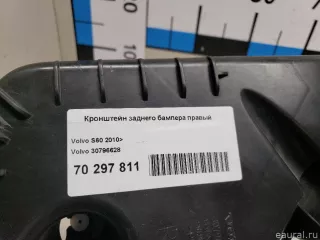 Кронштейн заднего бампера правый
Volvo S60 2010>
Volvo 30796628
70 297 811
eaural.ru